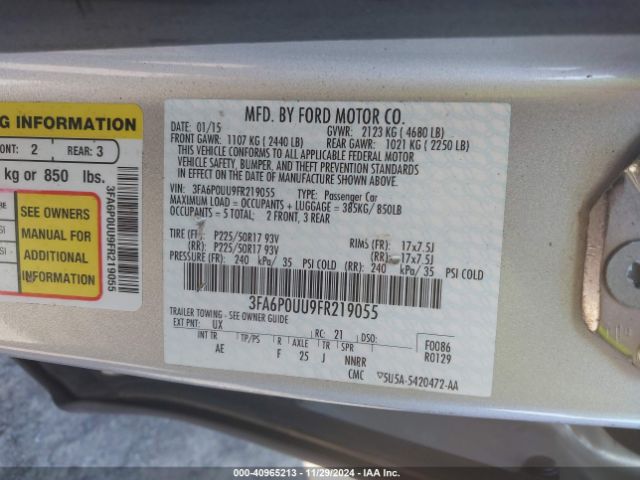 G INFORMATION
ONT: 2 REAR: 3
kg or 850 lbs.
SEE OWNERS
MANUAL FOR
ADDITIONAL
INFORMATION
3FA6P0UU9FR219055
MFD. BY FORD MOTOR CO.
DATE: 01/15 GVWR: 2123 KG ( 4680 LB)
FRONT GAWR: 1107 KG ( 2440 LB) REAR GAWR: 1021 KG ( 2250 LB)
THIS VEHICLE CONFORMS TO ALL APPLICABLE FEDERAL MOTOR
VEHICLE SAFETY, BUMPER, AND THEFT PREVENTION STANDARDS
IN EFFECT ON THE DATE OF MANUFACTURE SHOWN ABOVE.
VIN: 3FA6P0UU9FR219055 TYPE: Passenger Car
MAXIMUM LOAD = OCCUPANTS + LUGGAGE = 385KG/ 850LB
OCCUPANTS = 5 TOTAL; 2 FRONT, 3 REAR
TIRE (FR): P225/50R17 93V RIMS (FR): 17x7.5J
(RR): P225/50R17 93V (RR): 17x7.5J
PRESSURE (FR): 240 kPa/ 35 PSI COLD (RR): 240 kPa/ 35 PSI COLD
3FA6P0UU9FR219055
TRAILER TOWING - SEE OWNER GUIDE
EXT PNT: UX RC: 21 DSO: F0086
INT TR TP/PS R AXLE TR SPR R0129
AE F 25 J NNRR
CMC ▽5U5A-5420472-AA
000-40965213 - 11/29/2024 - IAA Inc.